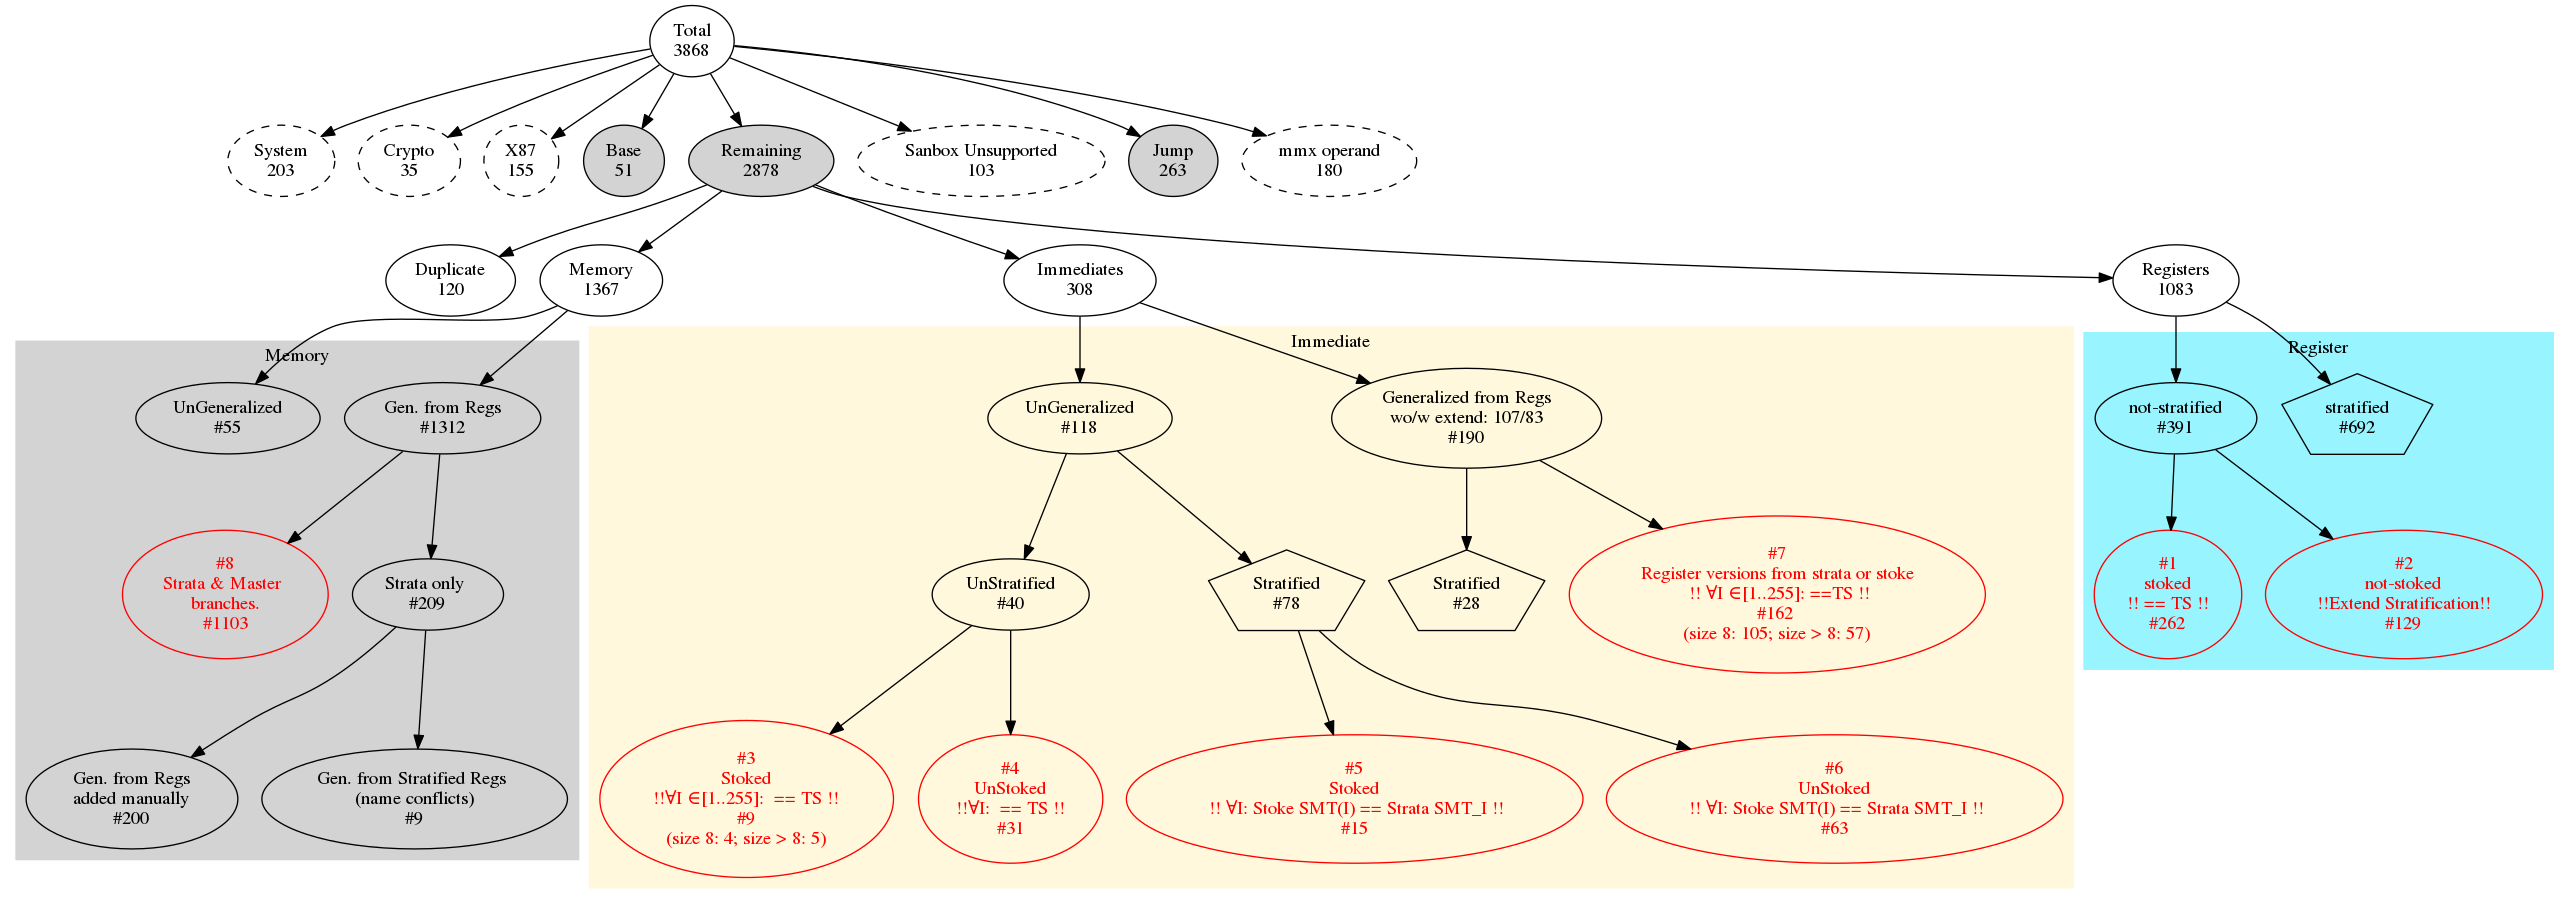 Total
3868
System
203
Crypto
35
X87
155
Base
51
Remaining
2878
Sanbox Unsupported
103
Jump
263
mmx operand
180
Duplicate
120
Memory
1367
Immediates
308
Registers
1083
Memory
Immediate
Register
UnGeneralized
#55
Gen. from Regs
#1312
UnGeneralized
#118
Generalized from Regs
wo/w extend: 107/83
#190
not-stratified
#391
stratified
#692
#8
Strata & Master
branches.
#1103
Strata only
#209
UnStratified
#40
Stratified
#78
Stratified
#28
#7
Register versions from strata or stoke
!! ∀I ∈[1..255]: ==TS !!
#162
(size 8: 105; size > 8: 57)
#1
stoked
!! == TS !!
#262
#2
not-stoked
!!Extend Stratification!!
#129
Gen. from Regs
added manually
#200
Gen. from Stratified Regs
(name conflicts)
#9
#3
Stoked
!!∀I ∈[1..255]: == TS !!
#9
(size 8: 4; size > 8: 5)
#4
UnStoked
!!∀I: == TS !!
#31
#5
Stoked
!! ∀I: Stoke SMT(I) == Strata SMT_I !!
#15
#6
UnStoked
!! ∀I: Stoke SMT(I) == Strata SMT_I !!
#63